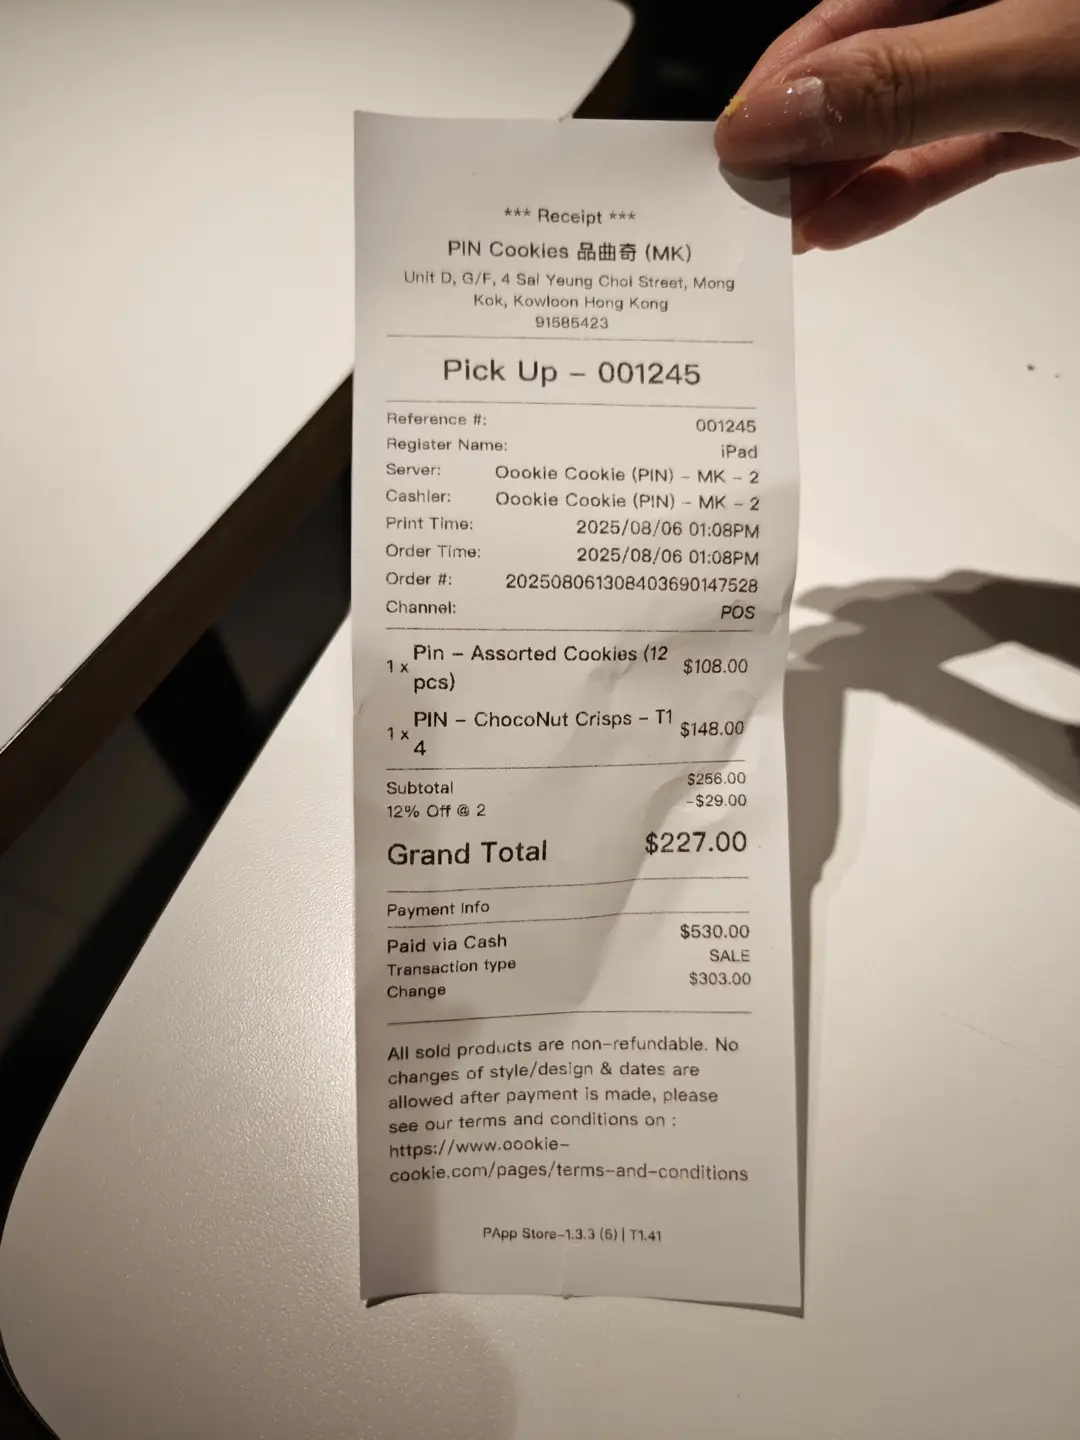 *** Receipt ***
PIN Cookies 品曲奇 (MK)
Unit D, G/F, 4 Sai Yeung Choi Street, Mong
Kok, Kowloon Hong Kong
91585423
Pick Up – 001245
Reference #: 001245
Register Name: iPad
Server: Oookie Cookie (PIN) – MK – 2
Cashier: Oookie Cookie (PIN) – MK – 2
Print Time: 2025/08/06 01:08PM
Order Time: 2025/08/06 01:08PM
Order #: 202508061308403690147528
Channel: POS
1 x Pin – Assorted Cookies (12 $108.00
pcs)
1 x PIN – ChocoNut Crisps – T1 $148.00
4
Subtotal $256.00
12% Off @ 2 -$29.00
Grand Total $227.00
Payment Info
Paid via Cash $530.00
Transaction type SALE
Change $303.00
All sold products are non-refundable. No
changes of style/design & dates are
allowed after payment is made, please
see our terms and conditions on :
https://www.oookie-
cookie.com/pages/terms-and-conditions
PApp Store-1.3.3 (6) | T1.41